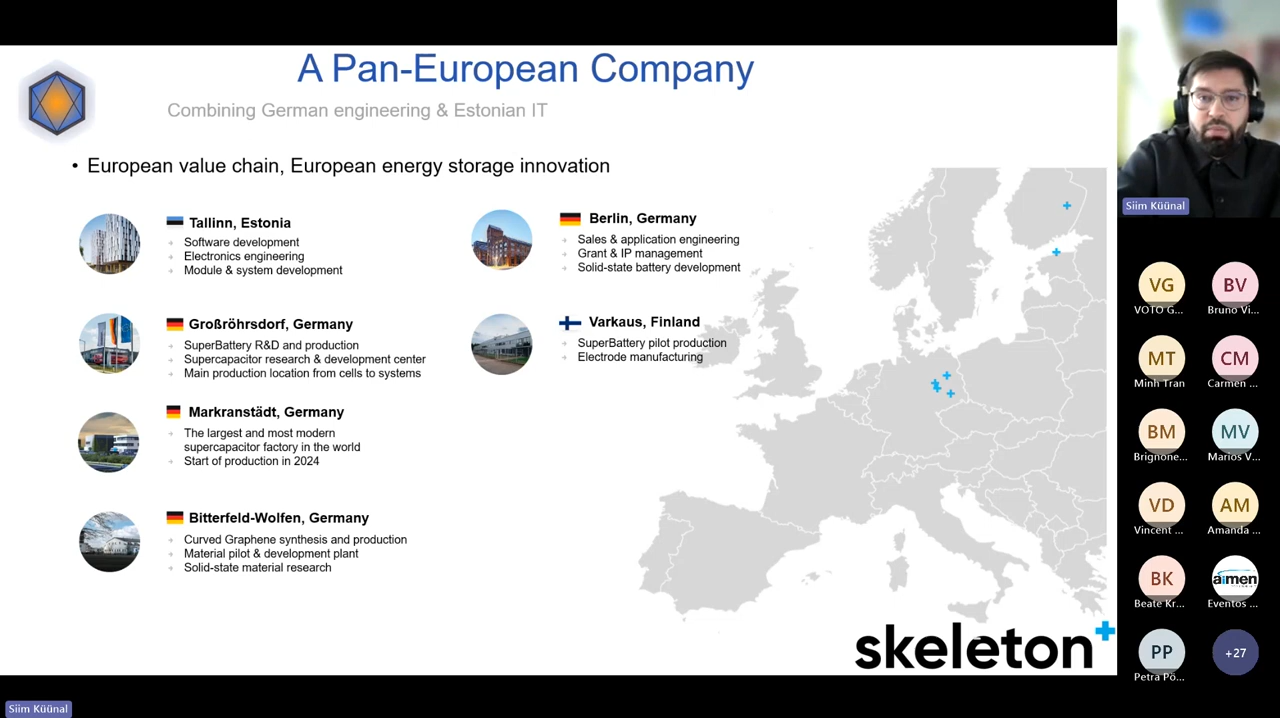 A Pan-European Company
Combining German engineering & Estonian IT
• European value chain, European energy storage innovation
Tallinn, Estonia
Software development
Electronics engineering
Module & system development
Großröhrsdorf, Germany
SuperBattery R&D and production
Supercapacitor research & development center
Main production location from cells to systems
Markranstädt, Germany
The largest and most modern
supercapacitor factory in the world
Start of production in 2024
Bitterfeld-Wolfen, Germany
Curved Graphene synthesis and production
Material pilot & development plant
Solid-state material research
Berlin, Germany
Sales & application engineering
Grant & IP management
Solid-state battery development
Varkaus, Finland
SuperBattery pilot production
Electrode manufacturing
skeleton+
Siim Küünal
VG
VOTO G...
BV
Bruno Vi...
MT
Minh Tran
CM
Carmen ...
BM
Brignone...
MV
Marios V...
VD
Vincent ...
AM
Amanda ...
BK
Beate Kr...
aimen
Eventos ...
PP
Petra Pö...
+27
Siim Küünal